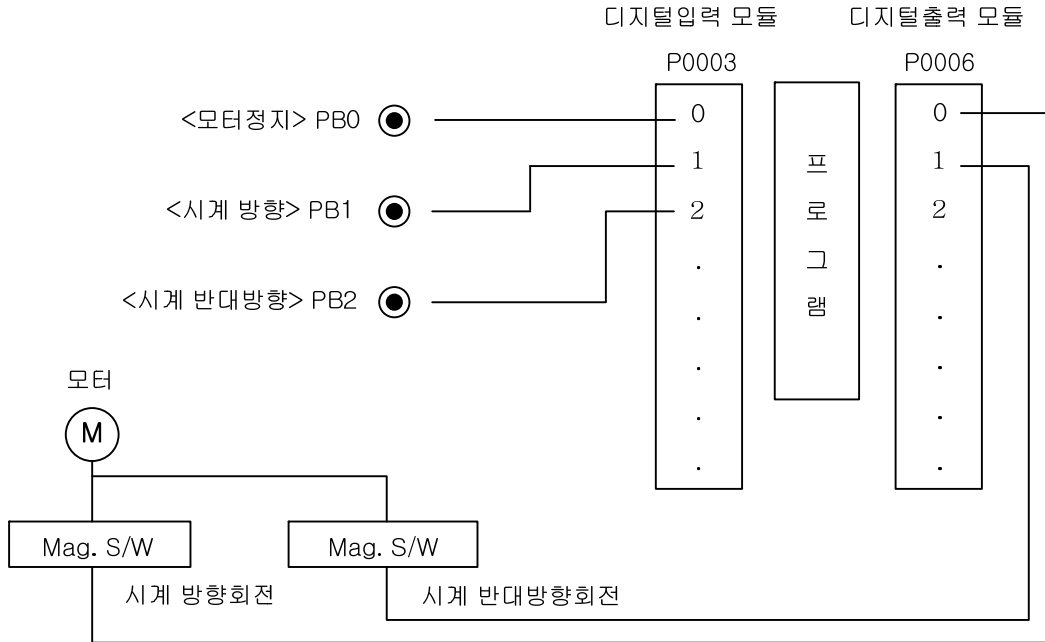 디지털입력 모듈
디지털출력 모듈
P0003
P0006
<모터정지> PB0
<시계 방향> PB1
<시계 반대방향> PB2
0
1
2
.
.
.
.
.
프
로
그
램
0
1
2
.
.
.
.
.
모터
M
Mag. S/W
Mag. S/W
시계 방향회전
시계 반대방향회전